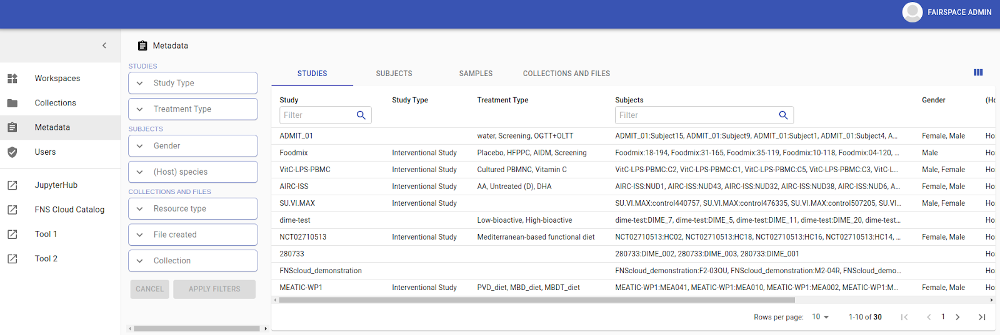 FAIRSPACE ADMIN
Metadata
Workspaces
Collections
Metadata
Users
JupyterHub
FNS Cloud Catalog
Tool 1
Tool 2
STUDIES
Study Type
Treatment Type
SUBJECTS
Gender
(Host) species
COLLECTIONS AND FILES
Resource type
File created
Collection
CANCEL APPLY FILTERS
STUDIES SUBJECTS SAMPLES COLLECTIONS AND FILES
Study Study Type Treatment Type Subjects Gender (Ho
Filter Filter
ADMIT_01 water, Screening, OGTT+OLTT ADMIT_01:Subject15, ADMIT_01:Subject9, ADMIT_01:Subject1, ADMIT_01:Subject4, A... Female, Male Ho
Foodmix Interventional Study Placebo, HFPPC, AIDM, Screening Foodmix:18-194, Foodmix:31-165, Foodmix:35-119, Foodmix:10-118, Foodmix:04-120, ... Male Ho
VitC-LPS-PBMC Interventional Study Cultured PBMNC, Vitamin C VitC-LPS-PBMC:C2, VitC-LPS-PBMC:C1, VitC-LPS-PBMC:C5, VitC-LPS-PBMC:C3, VitC-L... Male, Female Ho
AIRC-ISS Interventional Study AA, Untreated (D), DHA AIRC-ISS:NUD1, AIRC-ISS:NUD43, AIRC-ISS:NUD32, AIRC-ISS:NUD38, AIRC-ISS:NUD6, A... Female, Male Ho
SU.VI.MAX Interventional Study SU.VI.MAX:control440757, SU.VI.MAX:control476335, SU.VI.MAX:control507205, SU.VI... Male, Female Ho
dime-test Low-bioactive, High-bioactive dime-test:DIME_7, dime-test:DIME_5, dime-test:DIME_11, dime-test:DIME_20, dime-test... Ho
NCT02710513 Interventional Study Mediterranean-based functional diet NCT02710513:HC02, NCT02710513:HC18, NCT02710513:HC16, NCT02710513:HC14, ... Female, Male Ho
280733 280733:DIME_002, 280733:DIME_003, 280733:DIME_001 Ho
FNScloud_demonstration FNScloud_demonstration:F2-03OU, FNScloud_demonstration:M2-04R, FNScloud_demo... Ho
MEATIC-WP1 Interventional Study PVD_diet, MBD_diet, MBDT_diet MEATIC-WP1:MEA041, MEATIC-WP1:MEA010, MEATIC-WP1:MEA002, MEATIC-WP1:M... Female, Male Ho
Rows per page: 10 1-10 of 30 1